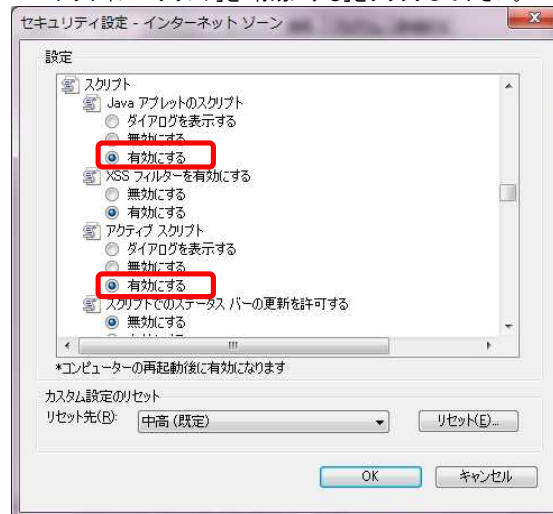 セキュリティ設定 - インターネット ゾーン
設定
スクリプト
Java アプレットのスクリプト
ダイアログを表示する
無効にする
有効にする
XSS フィルターを有効にする
無効にする
有効にする
アクティブ スクリプト
ダイアログを表示する
無効にする
有効にする
スクリプトでのステータス バーの更新を許可する
無効にする
*コンピューターの再起動後に有効になります
カスタム設定のリセット
リセット先(R):
中高 (既定)
リセット(E)...
OK
キャンセル